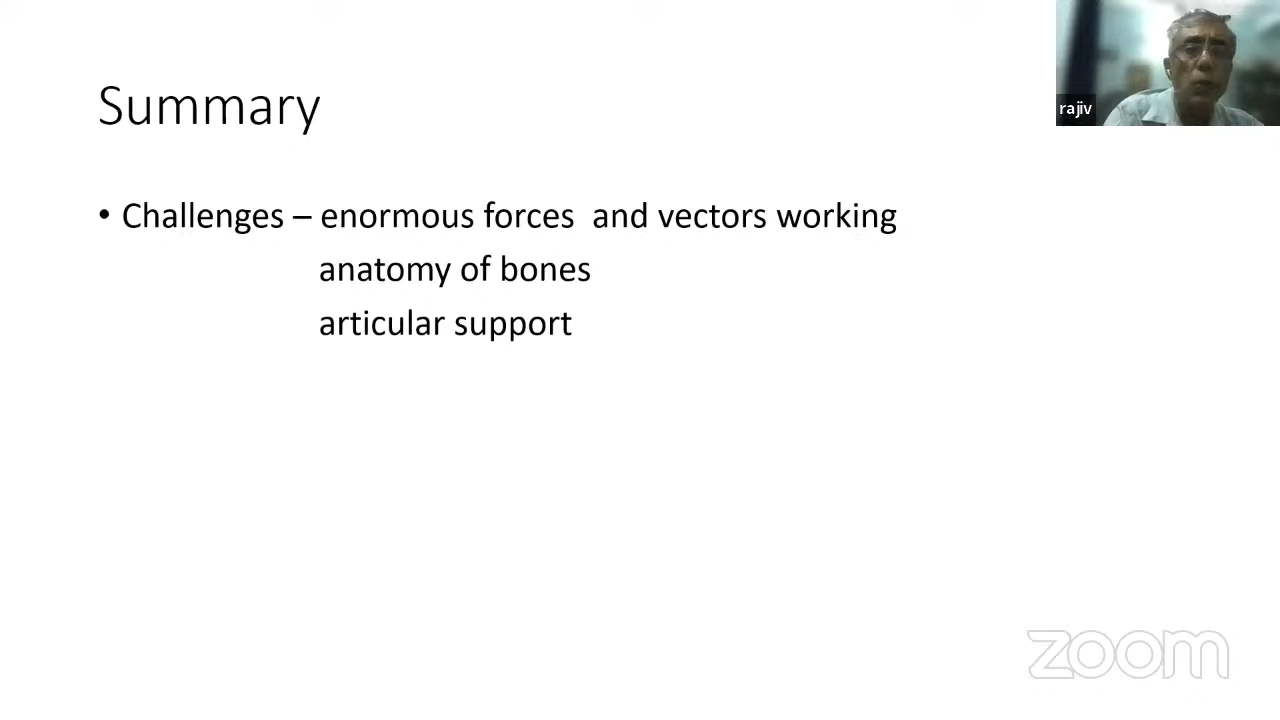 Summary
rajiv
• Challenges – enormous forces and vectors working
anatomy of bones
articular support
zoom